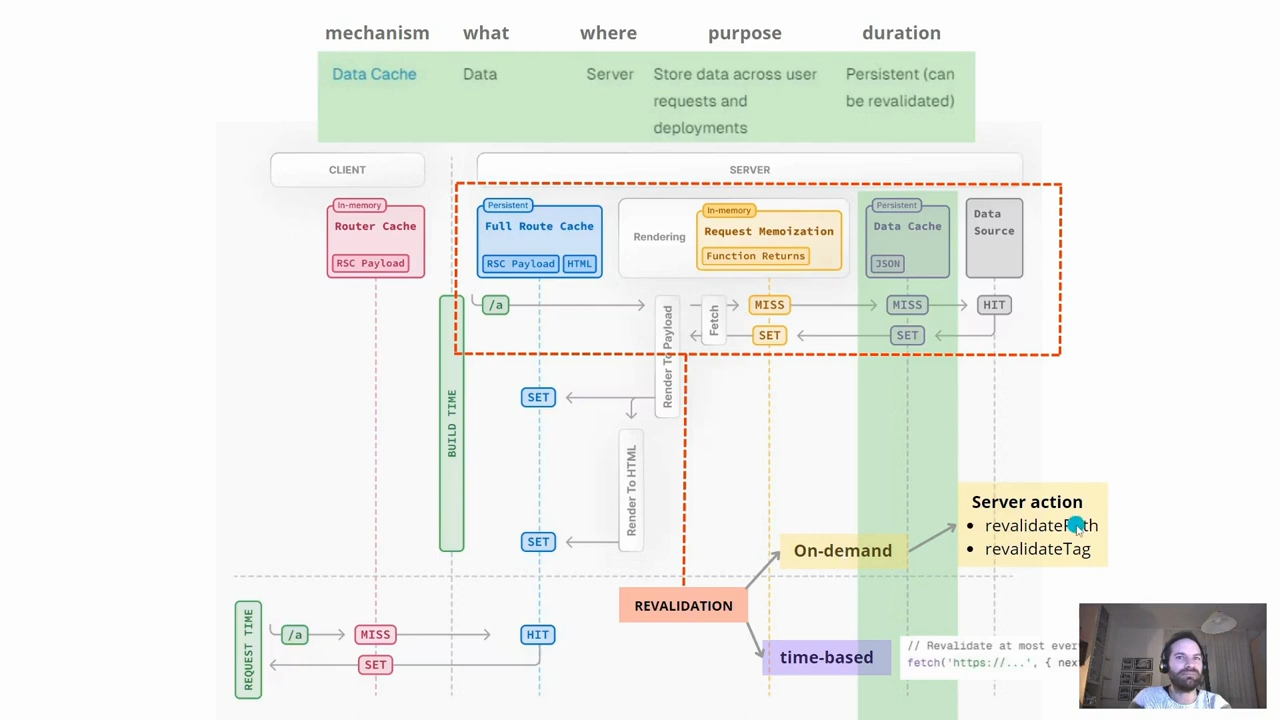 mechanism what where purpose duration
Data Cache Data Server Store data across user Persistent (can
requests and be revalidated)
deployments
CLIENT SERVER
In-memory Persistent In-memory Persistent
Router Cache Full Route Cache Rendering Request Memoization Data Cache Data
Source
RSC Payload RSC Payload HTML Function Returns JSON
/a Fetch MISS MISS HIT
SET SET
Render To Payload
SET
BUILD TIME
Render To HTML
SET
Server action
• revalidatePath
• revalidateTag
On-demand
REVALIDATION
time-based
// Revalidate at most ever
fetch('https://...', { nex
REQUEST TIME
/a MISS HIT
SET